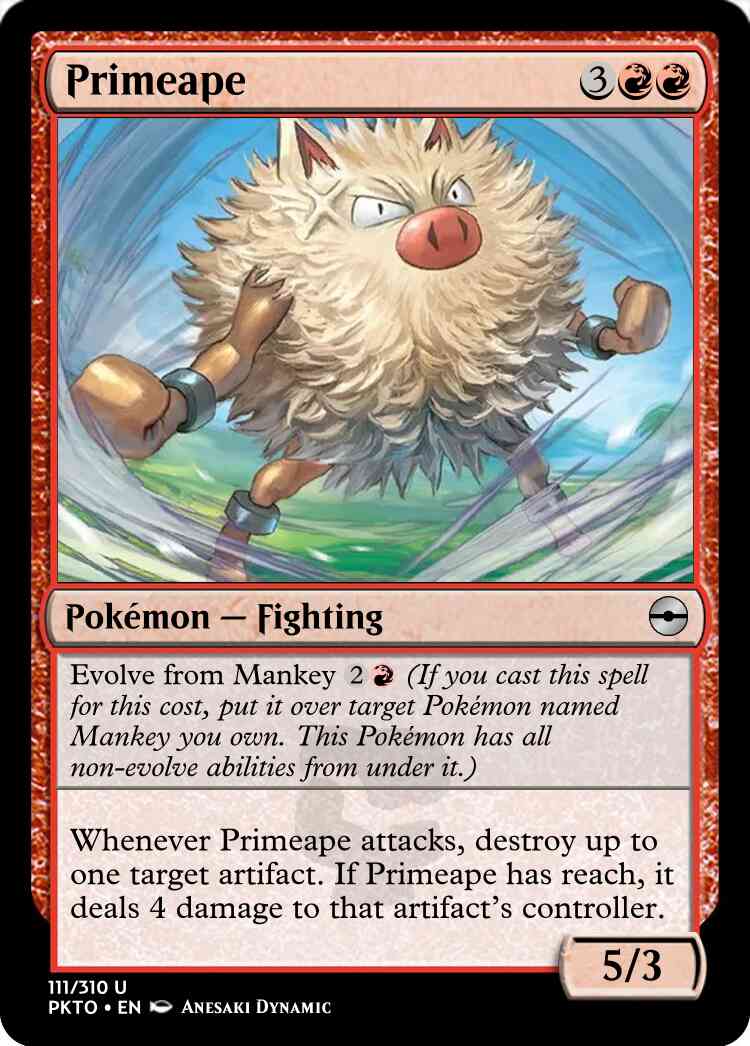 Primeape 3
Pokémon — Fighting
Evolve from Mankey 2 (If you cast this spell
for this cost, put it over target Pokémon named
Mankey you own. This Pokémon has all
non-evolve abilities from under it.)
Whenever Primeape attacks, destroy up to
one target artifact. If Primeape has reach, it
deals 4 damage to that artifact's controller.
5/3
111/310 U
PKTO • EN Anesaki Dynamic